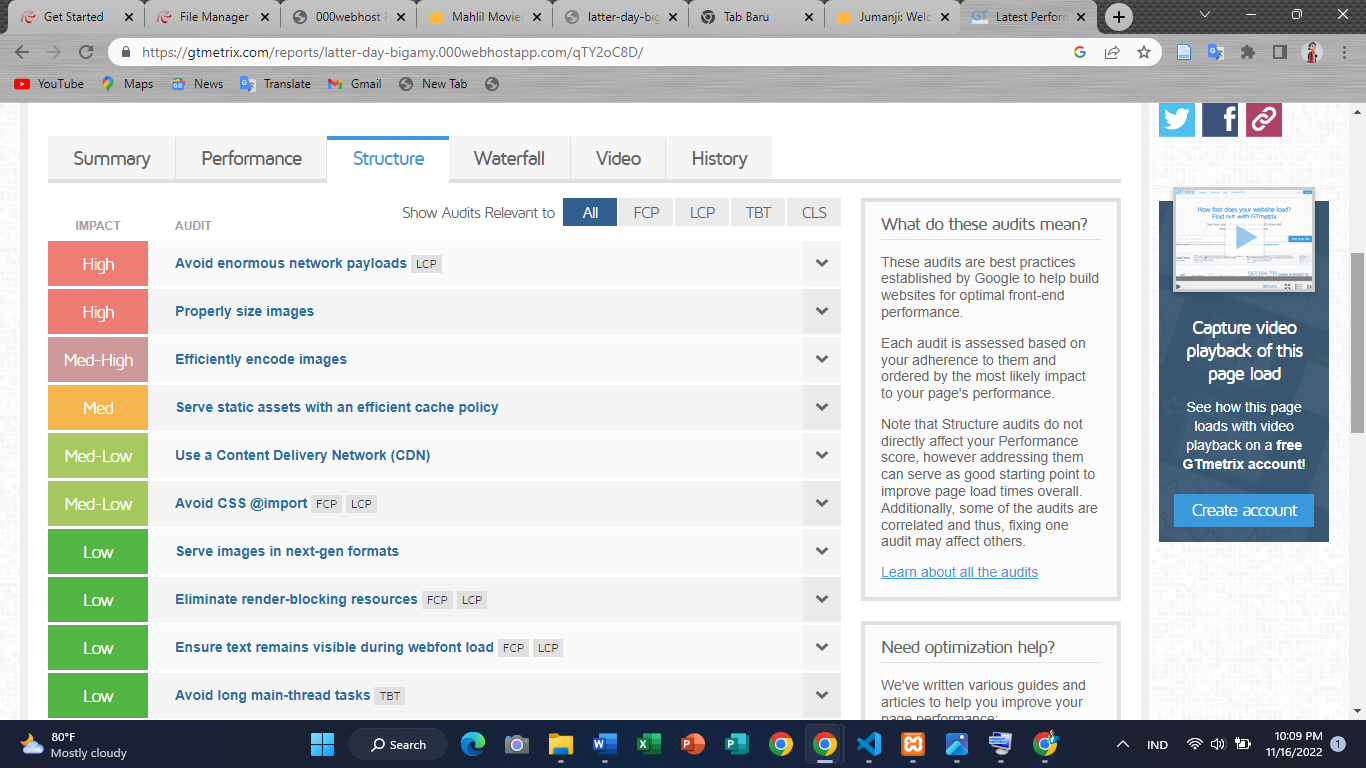 Get Started
File Manager
000webhost F
Mahlil Movies
latter-day-big
Tab Baru
Jumanji: Welc
GT Latest Perform
https://gtmetrix.com/reports/latter-day-bigamy.000webhostapp.com/qTY2oC8D/
YouTube
Maps
News
Translate
Gmail
New Tab
Summary
Performance
Structure
Waterfall
Video
History
Show Audits Relevant to
All
FCP
LCP
TBT
CLS
IMPACT
AUDIT
High
Avoid enormous network payloads LCP
High
Properly size images
Med-High
Efficiently encode images
Med
Serve static assets with an efficient cache policy
Med-Low
Use a Content Delivery Network (CDN)
Med-Low
Avoid CSS @import FCP LCP
Low
Serve images in next-gen formats
Low
Eliminate render-blocking resources FCP LCP
Low
Ensure text remains visible during webfont load FCP LCP
Low
Avoid long main-thread tasks TBT
What do these audits mean?
These audits are best practices
established by Google to help build
websites for optimal front-end
performance.
Each audit is assessed based on
your adherence to them and
ordered by the most likely impact
to your page's performance.
Note that Structure audits do not
directly affect your Performance
score, however addressing them
can serve as good starting point to
improve page load times overall.
Additionally, some of the audits are
correlated and thus, fixing one
audit may affect others.
Learn about all the audits
Need optimization help?
We've written various guides and
articles to help you improve your
page performance:
How fast does your website load?
Find out with GTmetrix
Capture video
playback of this
page load
See how this page
loads with video
playback on a free
GTmetrix account!
Create account
80°F
Mostly cloudy
Search
IND
10:09 PM
11/16/2022
1